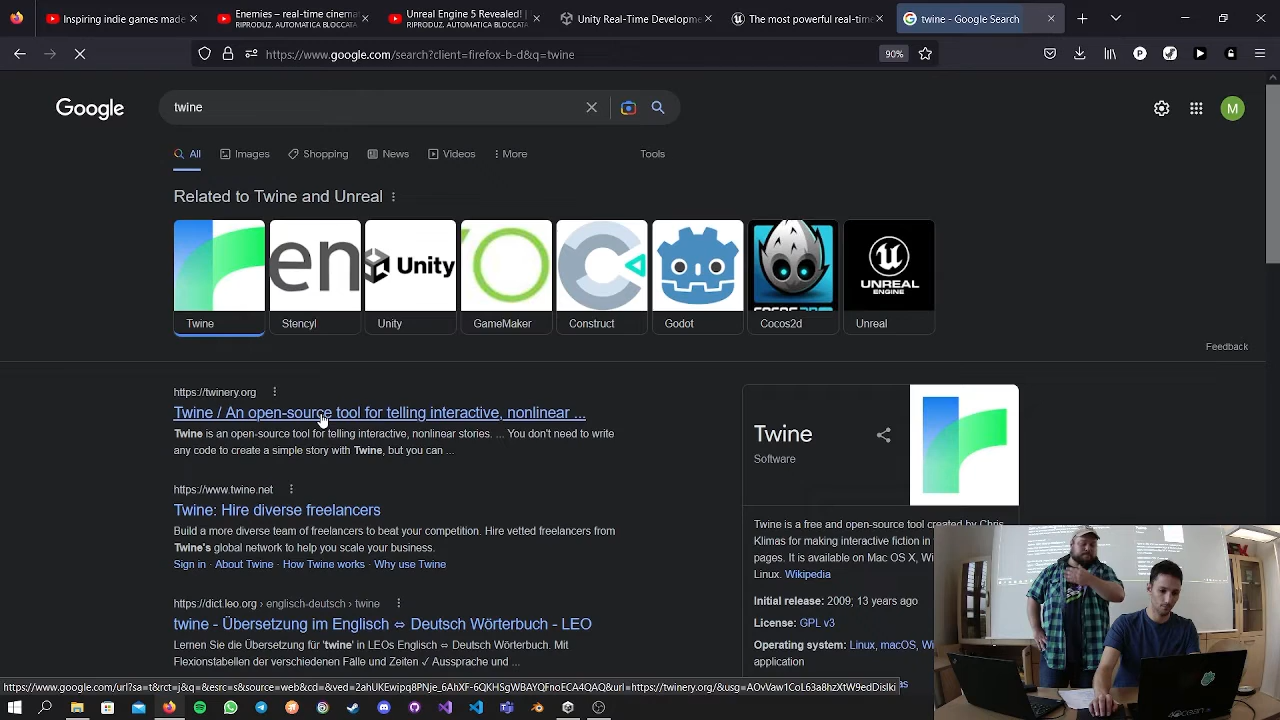 Inspiring indie games made
Enemies – real-time cinema
RIPRODUZ. AUTOMATICA BLOCCATA
Unreal Engine 5 Revealed! |
RIPRODUZ. AUTOMATICA BLOCCATA
Unity Real-Time Developm
The most powerful real-time
twine - Google Search
https://www.google.com/search?client=firefox-b-d&q=twine
90%
Google
twine
M
All
Images
Shopping
News
Videos
More
Tools
Related to Twine and Unreal
en
Unity
UNREAL
ENGINE
Twine
Stencyl
Unity
GameMaker
Construct
Godot
Cocos2d
Unreal
Feedback
https://twinery.org
Twine / An open-source tool for telling interactive, nonlinear ...
Twine is an open-source tool for telling interactive, nonlinear stories. ... You don't need to write
any code to create a simple story with Twine, but you can ...
https://www.twine.net
Twine: Hire diverse freelancers
Build a more diverse team of freelancers to beat your competition. Hire vetted freelancers from
Twine's global network to help you scale your business.
Sign in · About Twine · How Twine works · Why use Twine
https://dict.leo.org › englisch-deutsch › twine
twine - Übersetzung im Englisch ⇔ Deutsch Wörterbuch - LEO
Lernen Sie die Übersetzung für 'twine' in LEOs Englisch ⇔ Deutsch Wörterbuch. Mit
Flexionstabellen der verschiedenen Fälle und Zeiten ✓ Aussprache und ...
Twine
Software
Twine is a free and open-source tool created by Chris
Klimas for making interactive fiction in
pages. It is available on Mac OS X, Wi
Linux. Wikipedia
Initial release: 2009; 13 years ago
License: GPL v3
Operating system: Linux, macOS, Wi
application